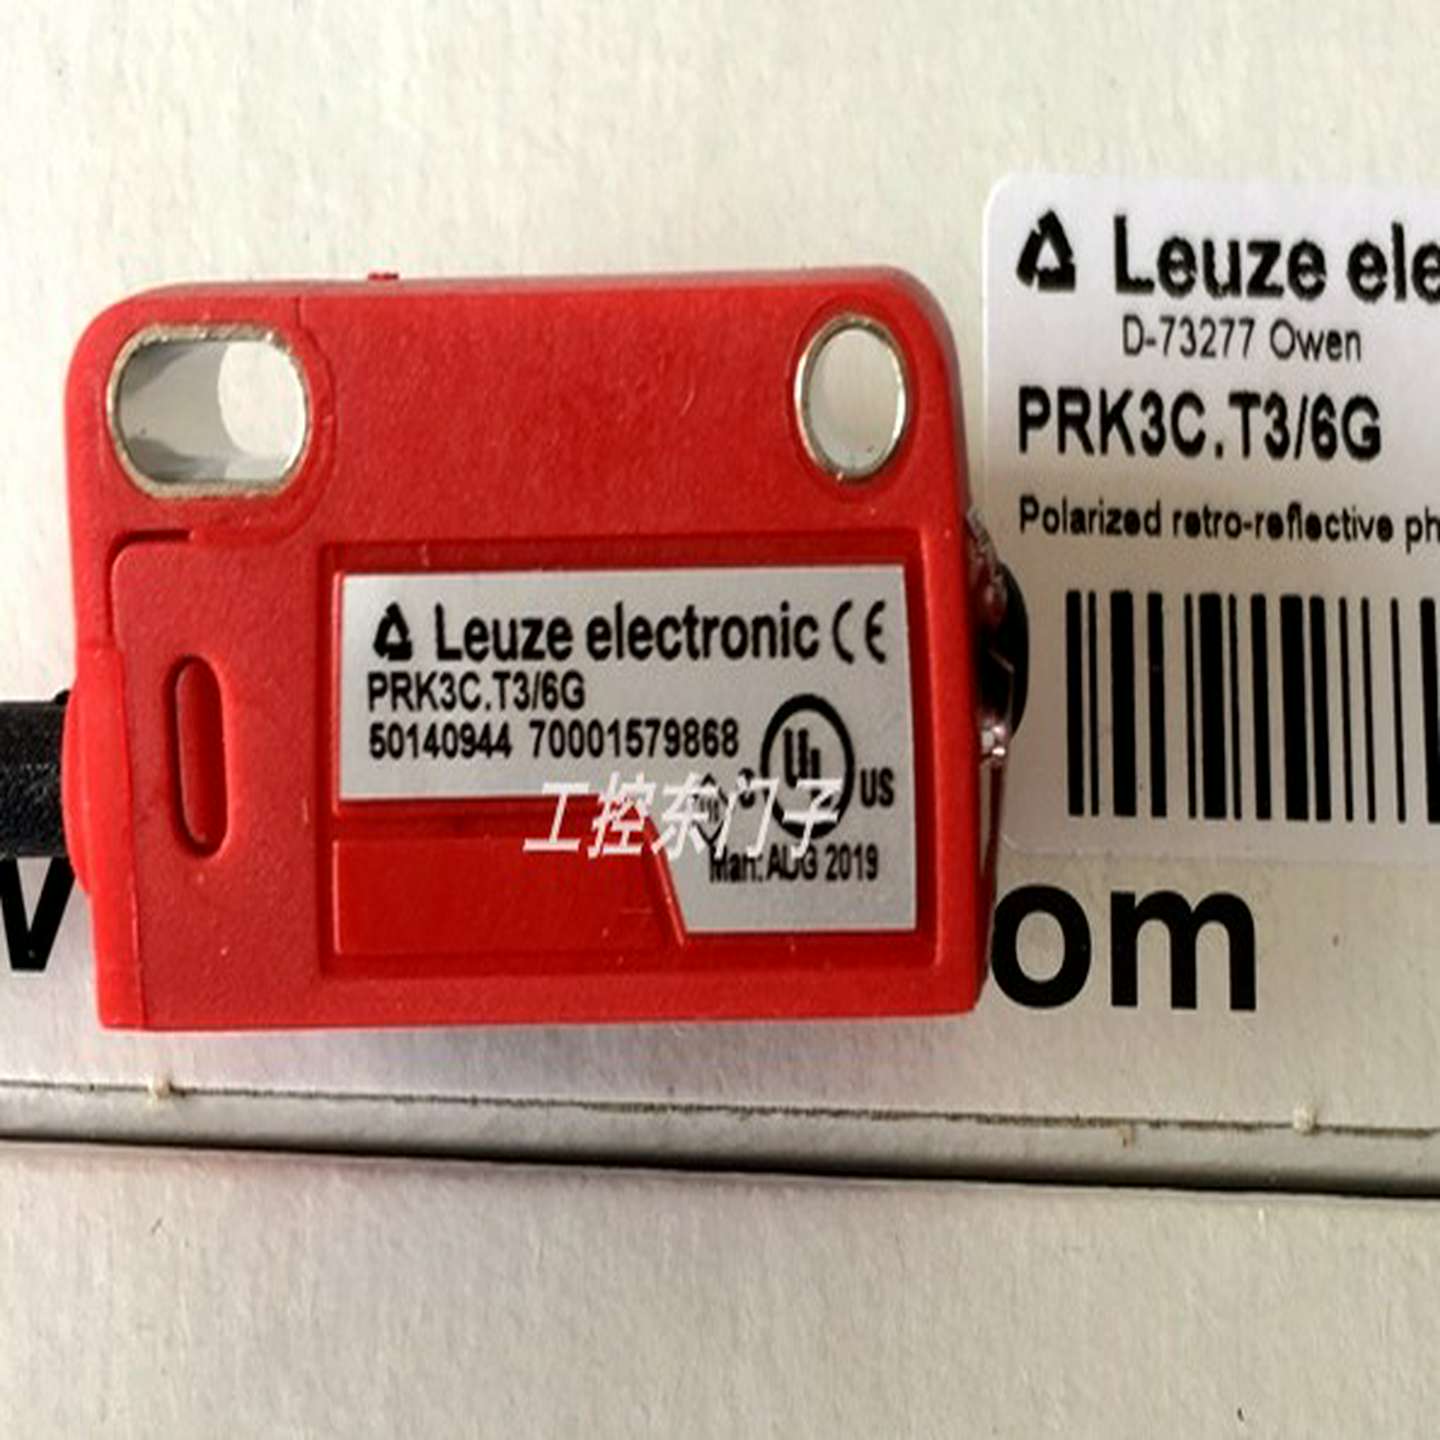 Leuze electronic CE
PRK3C.T3/6G
50140944 70001579868
UL US
工控东门子
Man: AUG 2019
Leuze ele
D-73277 Owen
PRK3C.T3/6G
Polarized retro-reflective ph
om